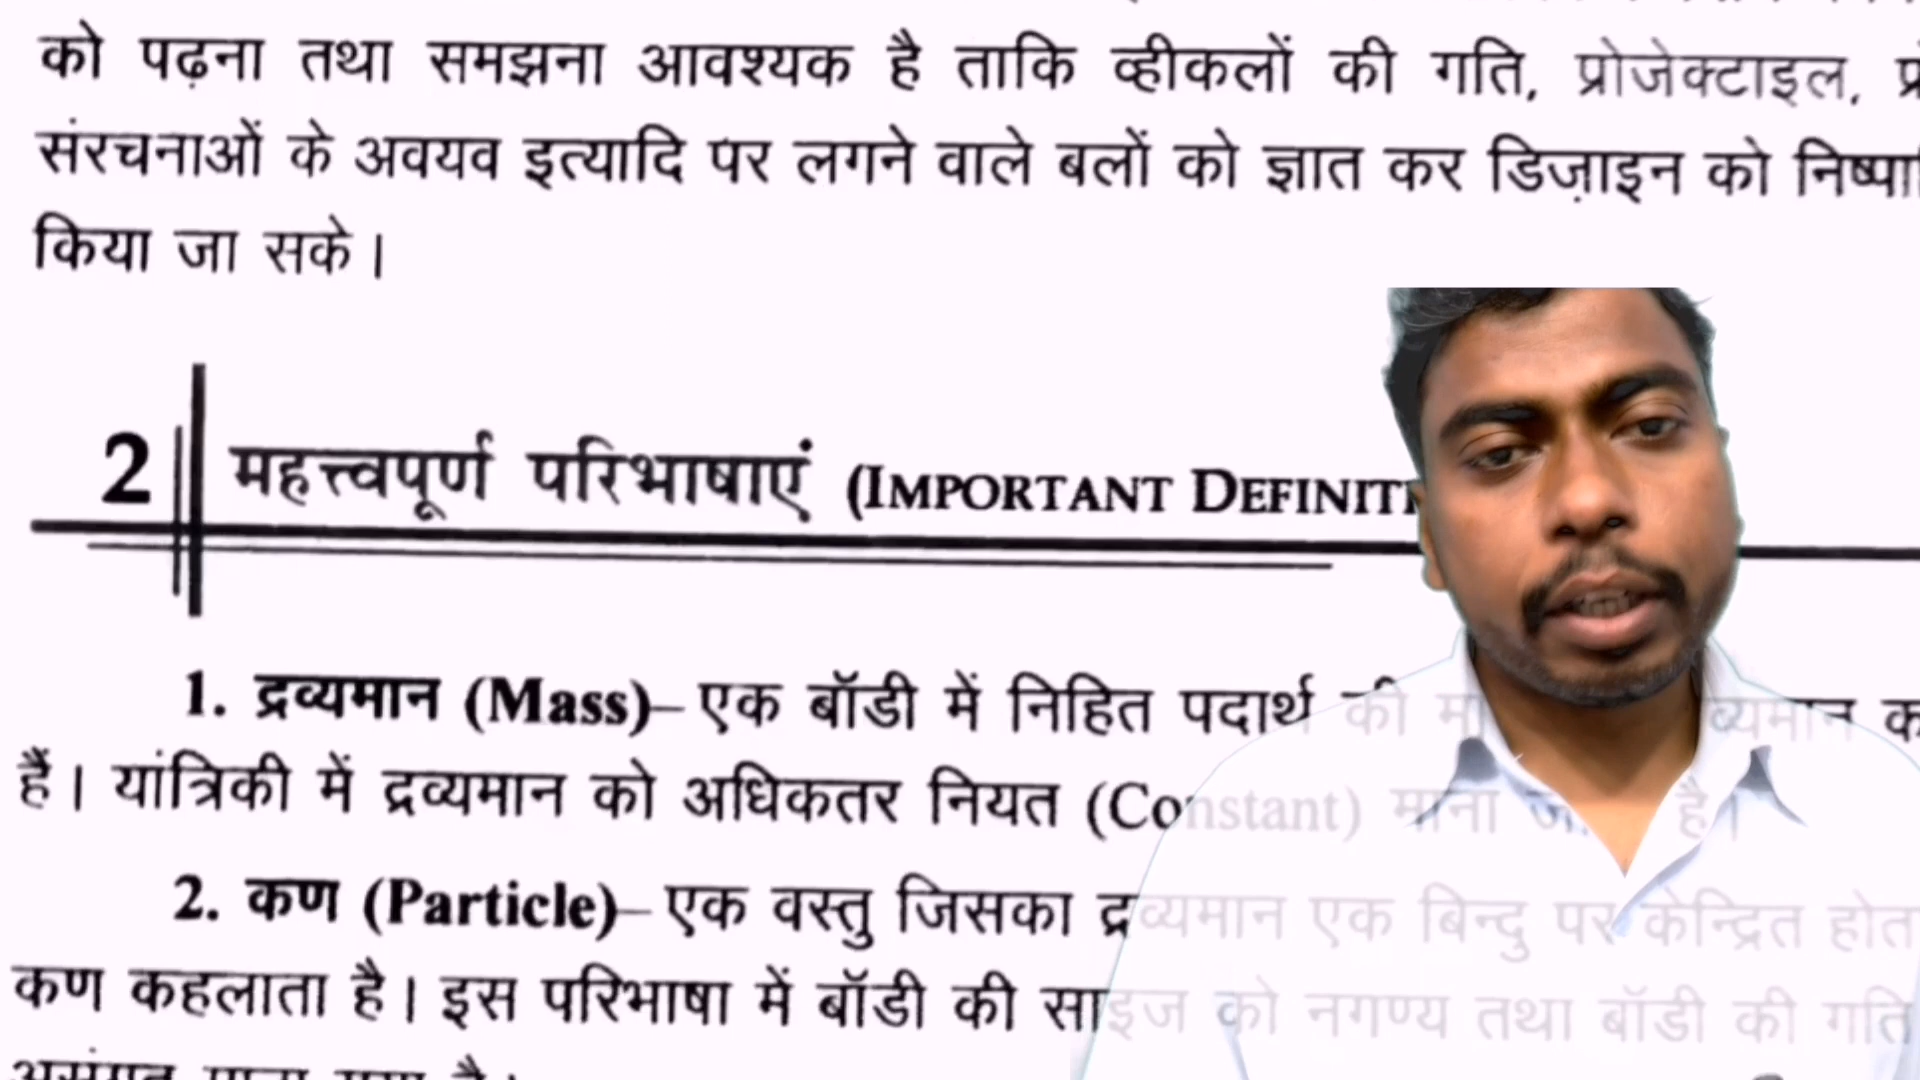 को पढ़ना तथा समझना आवश्यक है ताकि व्हीकलों की गति, प्रोजेक्टाइल,
संरचनाओं के अवयव इत्यादि पर लगने वाले बलों को ज्ञात कर डिज़ाइन को
किया जा सके।
2 महत्त्वपूर्ण परिभाषाएं (IMPORTANT DEFINITI
1. द्रव्यमान (Mass)– एक बॉडी में निहित पदार्थ की
हैं। यांत्रिकी में द्रव्यमान को अधिकतर नियत (Constant) माना है।
2. कण (Particle)– एक वस्तु जिसका द्रव्यमान एक बिन्दु पर केन्द्रित
कण कहलाता है। इस परिभाषा में बॉडी की साइज को नगण्य तथा बॉडी की गति